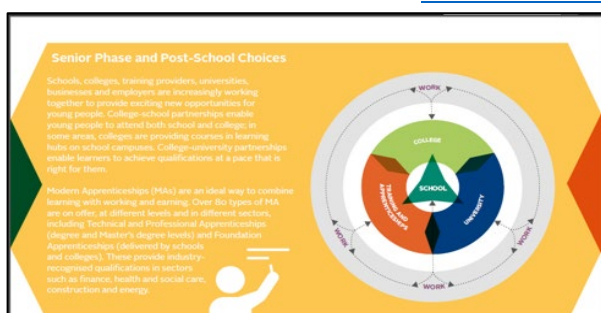 Senior Phase and Post-School Choices
Schools, colleges, training providers, universities,
businesses and employers are increasingly working
together to provide exciting new opportunities for
young people. College-school partnerships enable
young people to attend both school and college; in
some areas, colleges are providing courses in learning
hubs on school campuses. College-university partnerships
enable learners to achieve qualifications at a pace that is
right for them.
Modern Apprenticeships (MAs) are an ideal way to combine
learning with working and earning. Over 80 types of MA
are on offer, at different levels and in different sectors,
including Technical and Professional Apprenticeships
(degree and Master's degree levels) and Foundation
Apprenticeships (delivered by schools
and colleges). These provide industry-
recognised qualifications in sectors
such as finance, health and social care,
construction and energy.
WORK
COLLEGE
SCHOOL
TRAINING AND
APPRENTICESHIPS
UNIVERSITY
WORK
WORK
WORK